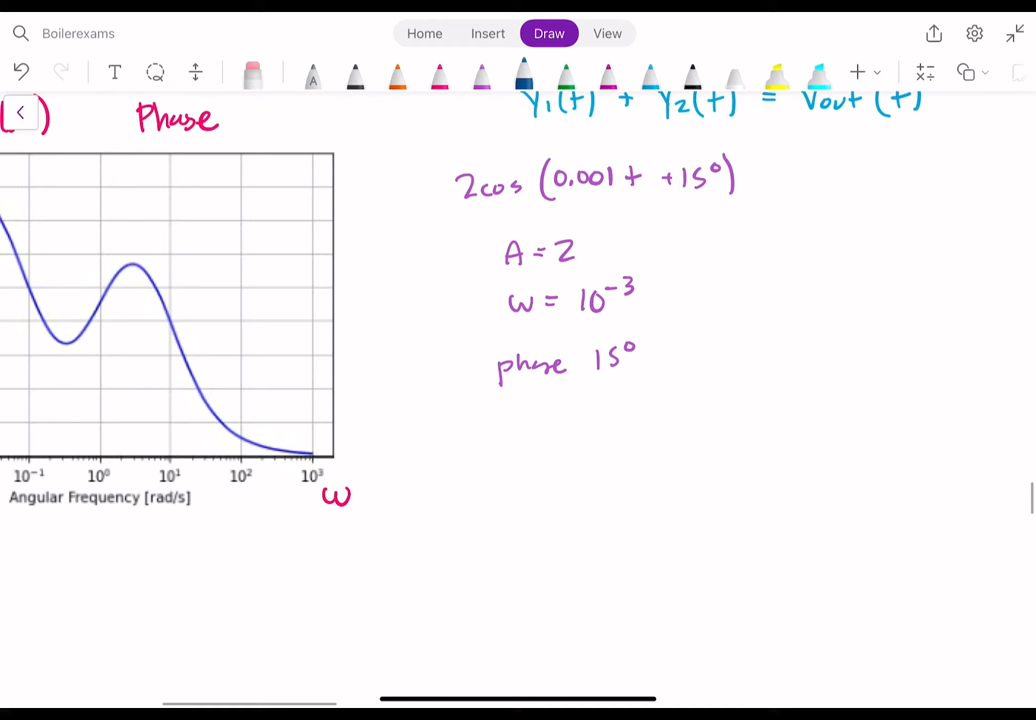 Boilerexams
Home Insert Draw View
T
A
Phase
y1(t) + y2(t) = Vout (t)
2cos (0.001 t + 15°)
A = 2
ω = 10⁻³
phase 15°
10⁻¹ 10⁰ 10¹ 10² 10³
Angular Frequency [rad/s]
ω